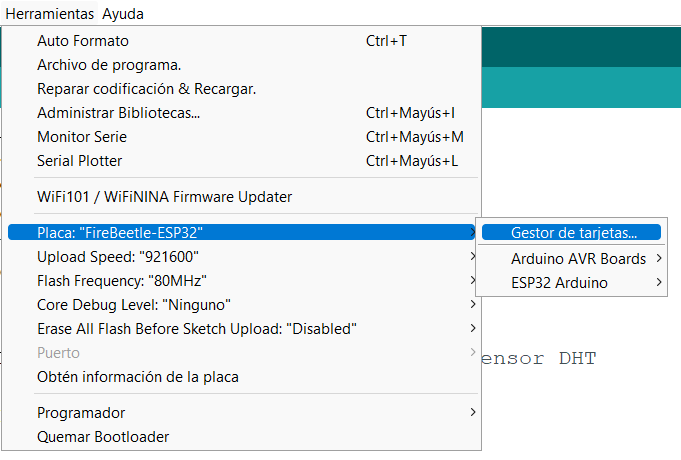 Herramientas Ayuda
Auto Formato Ctrl+T
Archivo de programa.
Reparar codificación & Recargar.
Administrar Bibliotecas... Ctrl+Mayús+I
Monitor Serie Ctrl+Mayús+M
Serial Plotter Ctrl+Mayús+L
WiFi101 / WiFiNINA Firmware Updater
Placa: "FireBeetle-ESP32"
Gestor de tarjetas...
Upload Speed: "921600"
Arduino AVR Boards
Flash Frequency: "80MHz"
ESP32 Arduino
Core Debug Level: "Ninguno"
Erase All Flash Before Sketch Upload: "Disabled"
Puerto
ensor DHT
Obtén información de la placa
Programador
Quemar Bootloader